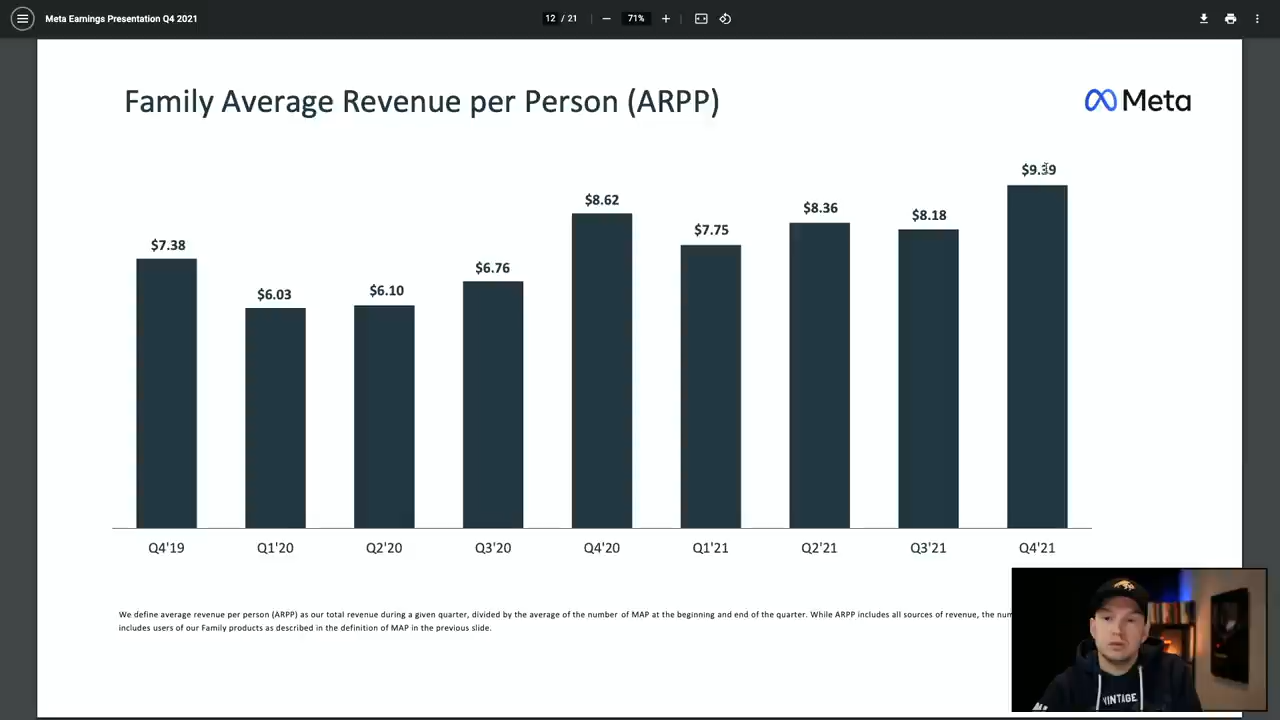 Meta Earnings Presentation Q4 2021
12 / 21
71%
Family Average Revenue per Person (ARPP)
Meta
$7.38
$6.03
$6.10
$6.76
$8.62
$7.75
$8.36
$8.18
$9.39
Q4'19
Q1'20
Q2'20
Q3'20
Q4'20
Q1'21
Q2'21
Q3'21
Q4'21
We define average revenue per person (ARPP) as our total revenue during a given quarter, divided by the average of the number of MAP at the beginning and end of the quarter. While ARPP includes all sources of revenue, the
includes users of our Family products as described in the definition of MAP in the previous slide.
VINTAGE